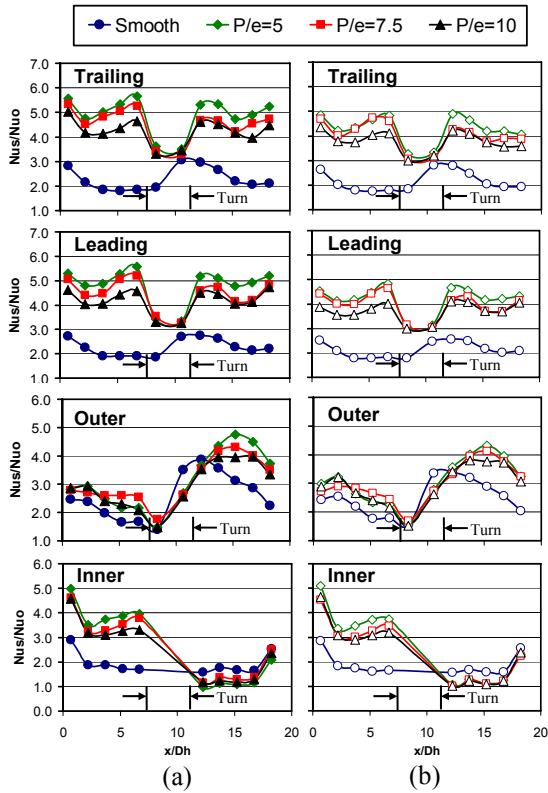 Smooth P/e=5 P/e=7.5 P/e=10
Trailing
Trailing
Nus/Nuo
7.0
6.0
5.0
4.0
3.0
2.0
1.0
Turn
Turn
Leading
Leading
Nus/Nuo
7.0
6.0
5.0
4.0
3.0
2.0
1.0
Turn
Turn
Outer
Outer
Nus/Nuo
6.0
5.0
4.0
3.0
2.0
1.0
Turn
Turn
Inner
Inner
Nus/Nuo
6.0
5.0
4.0
3.0
2.0
1.0
0.0
Turn
Turn
0 5 10 15 20
0 5 10 15 20
x/Dh
x/Dh
(a)
(b)